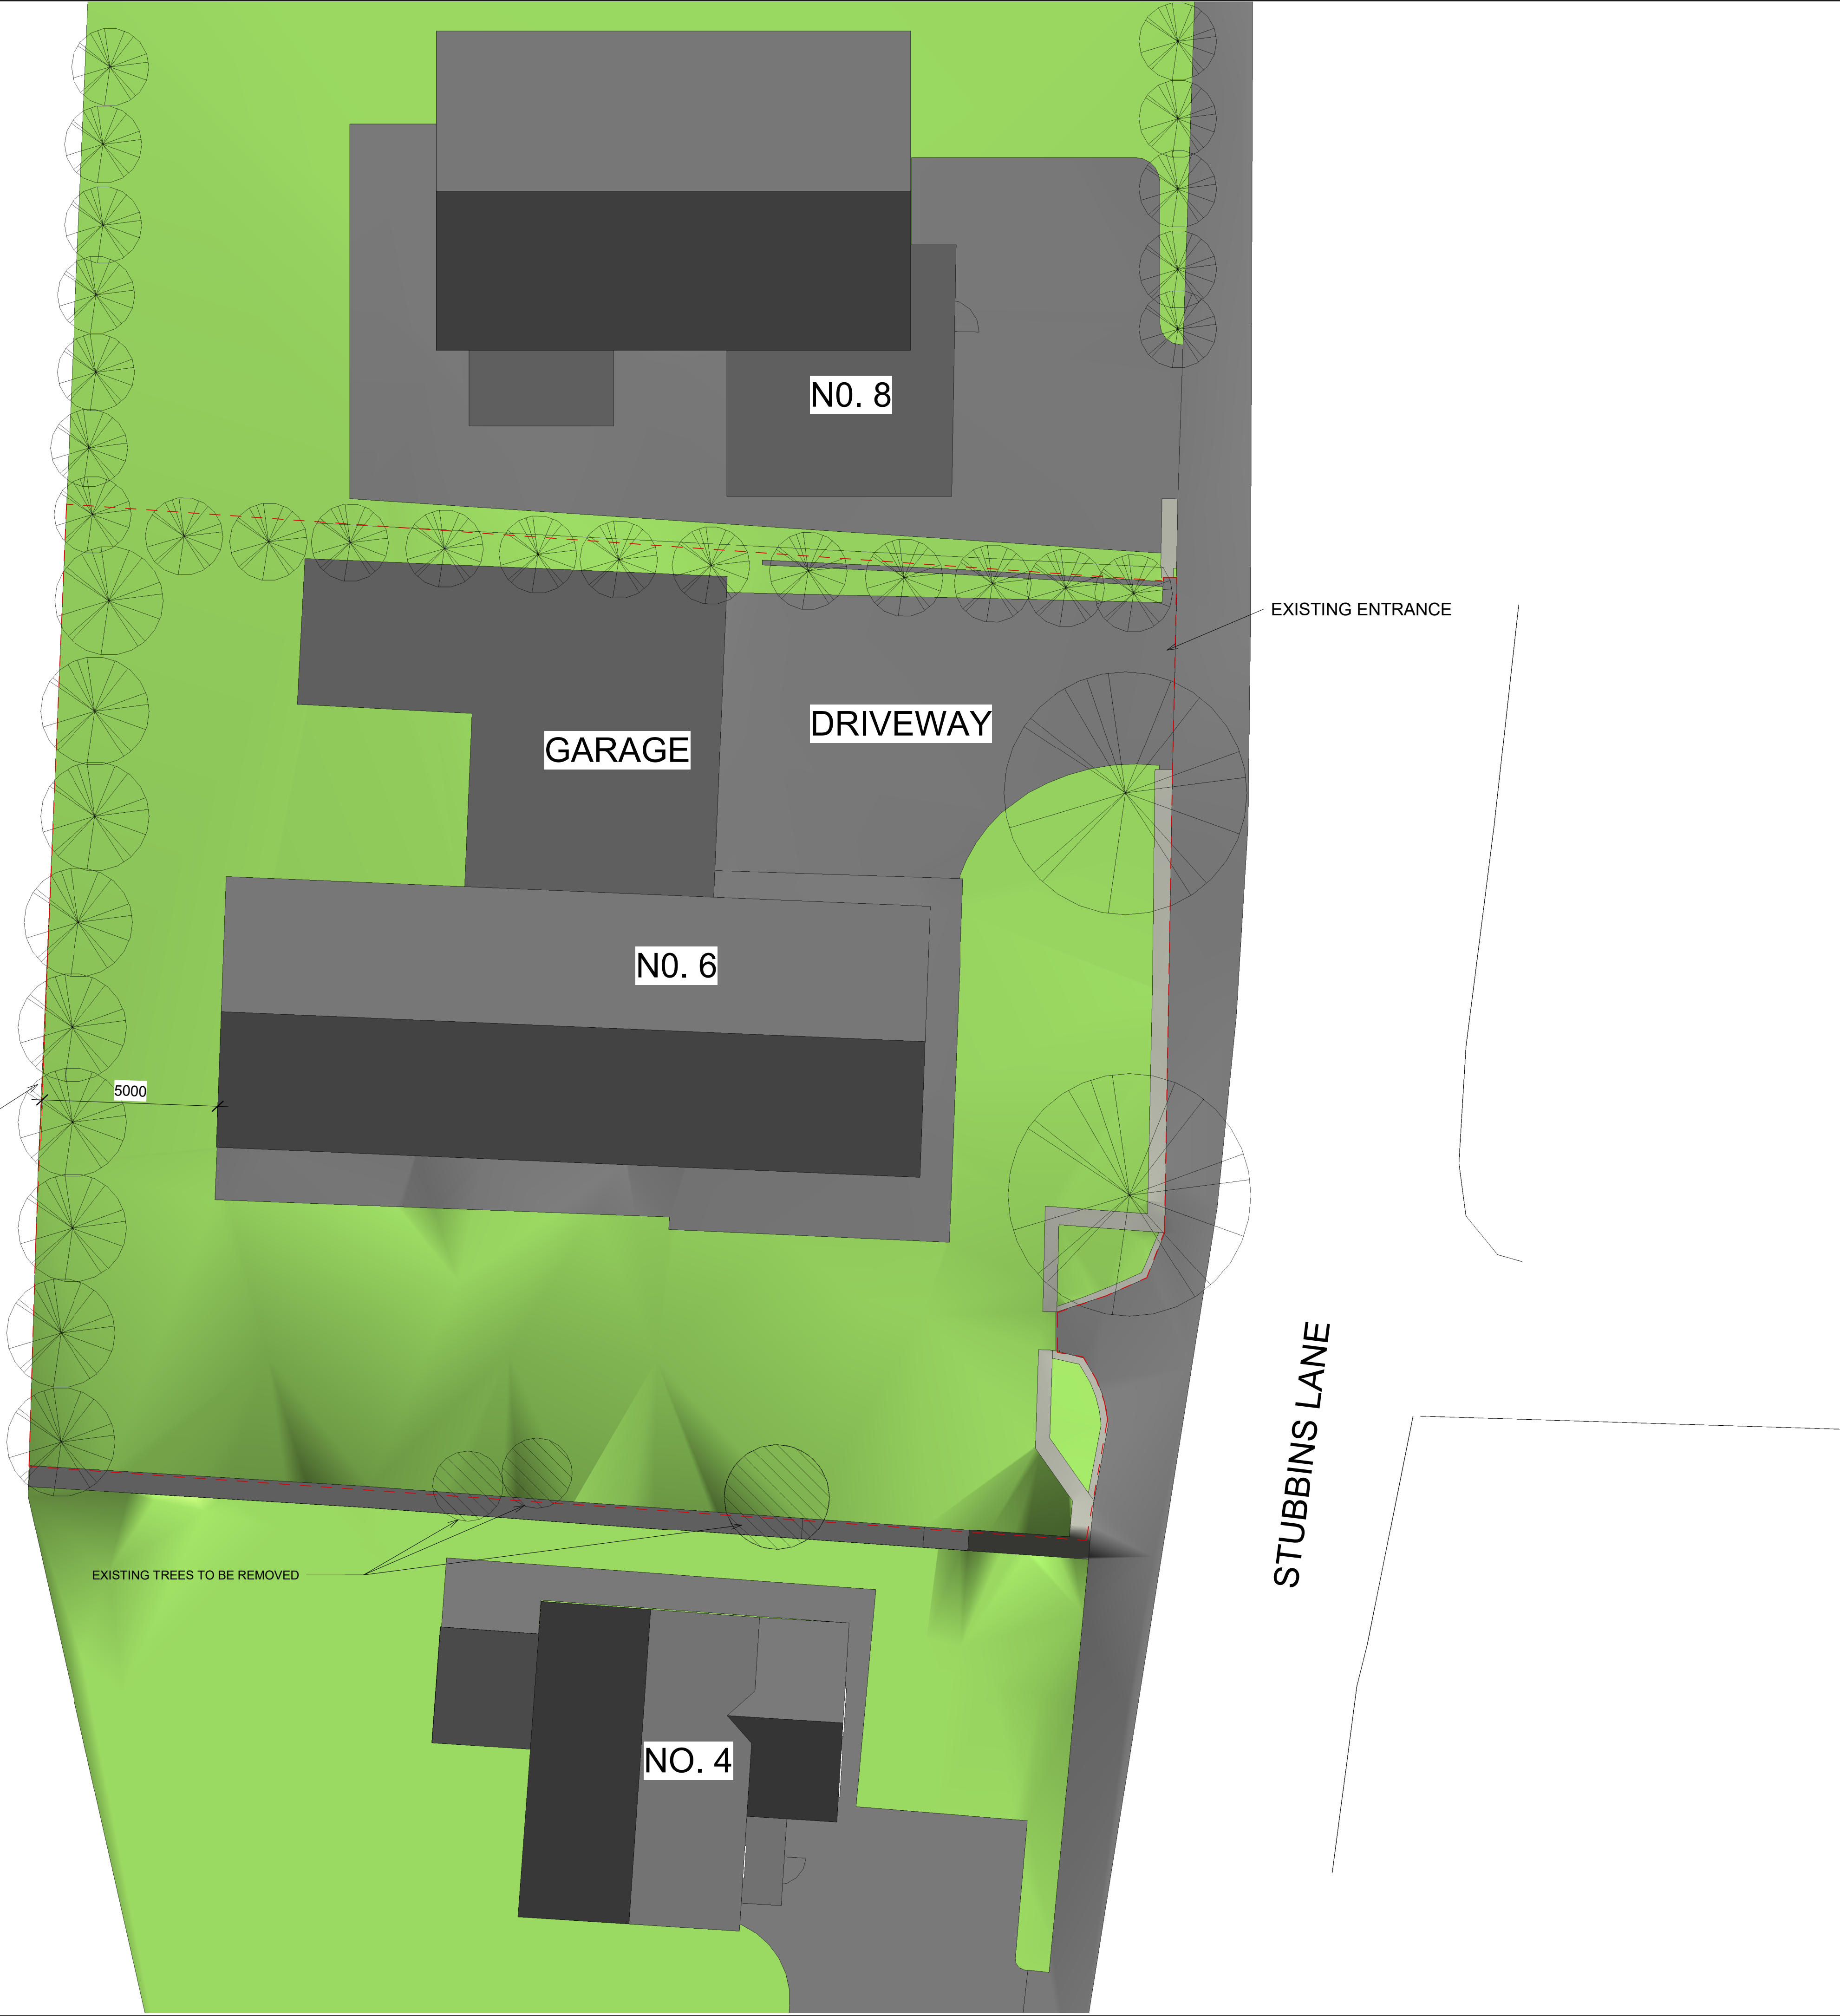 N0. 8
EXISTING ENTRANCE
DRIVEWAY
GARAGE
N0. 6
5000
STUBBINS LANE
EXISTING TREES TO BE REMOVED
NO. 4